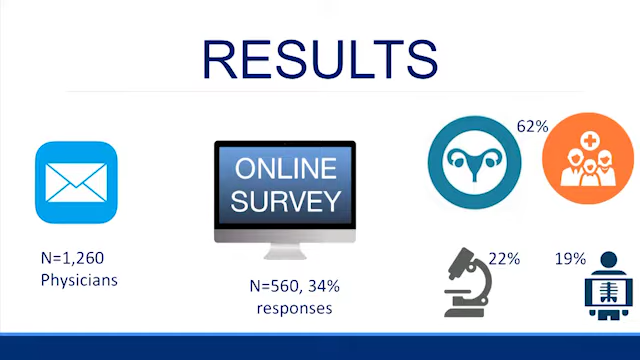 RESULTS
ONLINE
SURVEY
N=1,260
Physicians
N=560, 34%
responses
62%
22%
19%